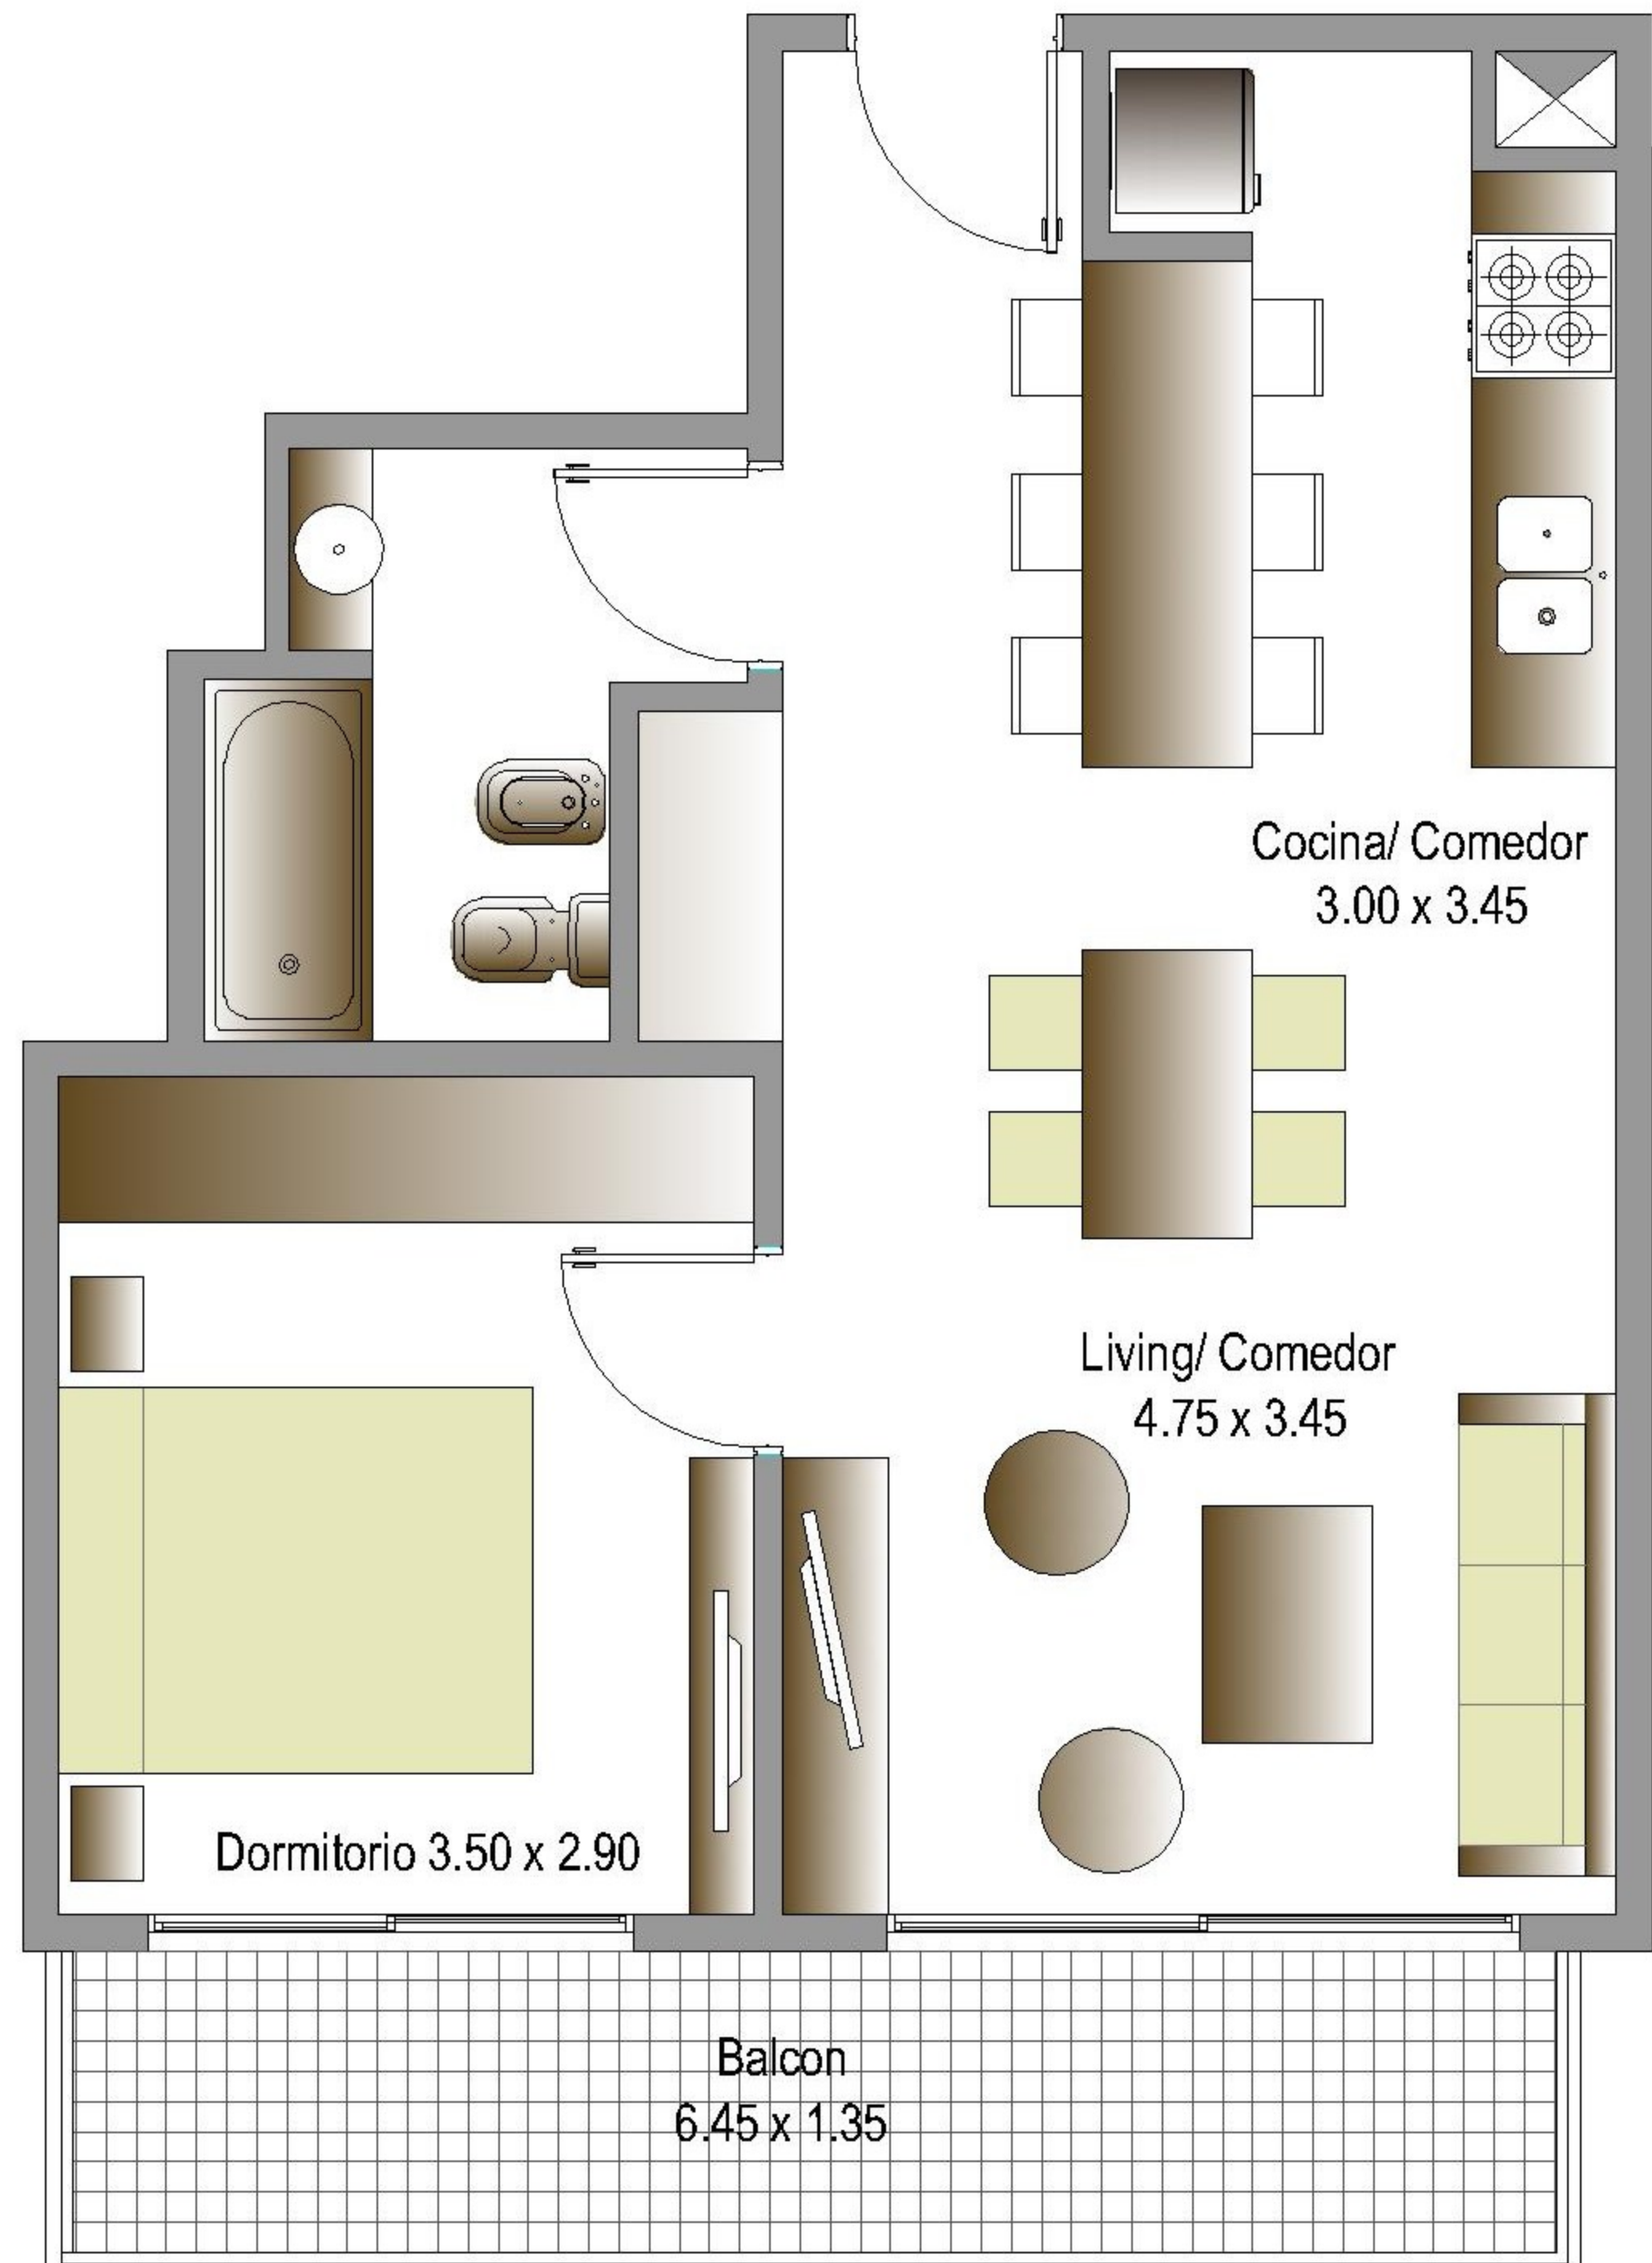 Cocina/ Comedor
3.00 x 3.45
Living/ Comedor
4.75 x 3.45
Dormitorio 3.50 x 2.90
Balcon
6.45 x 1.35